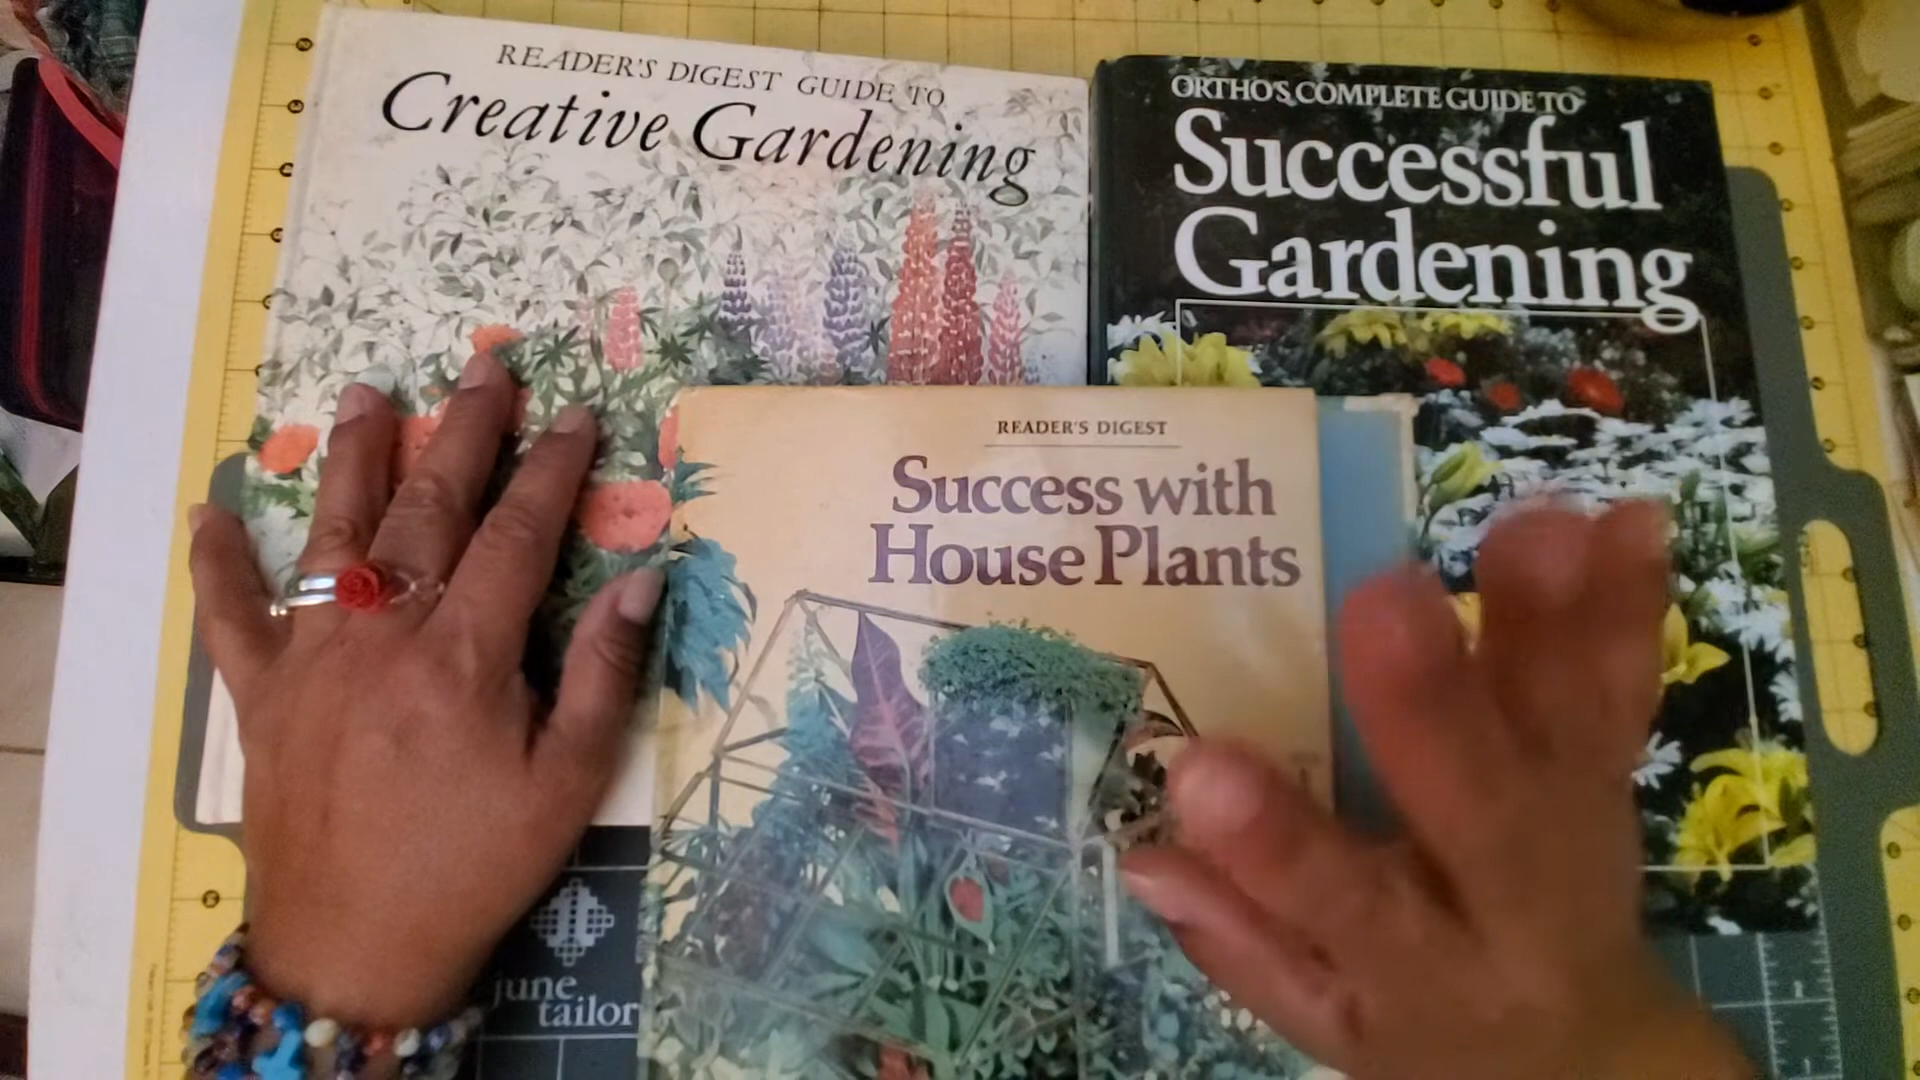 READER'S DIGEST GUIDE TO
Creative Gardening
ORTHO'S COMPLETE GUIDE TO
Successful
Gardening
READER'S DIGEST
Success with
House Plants
june
tailor